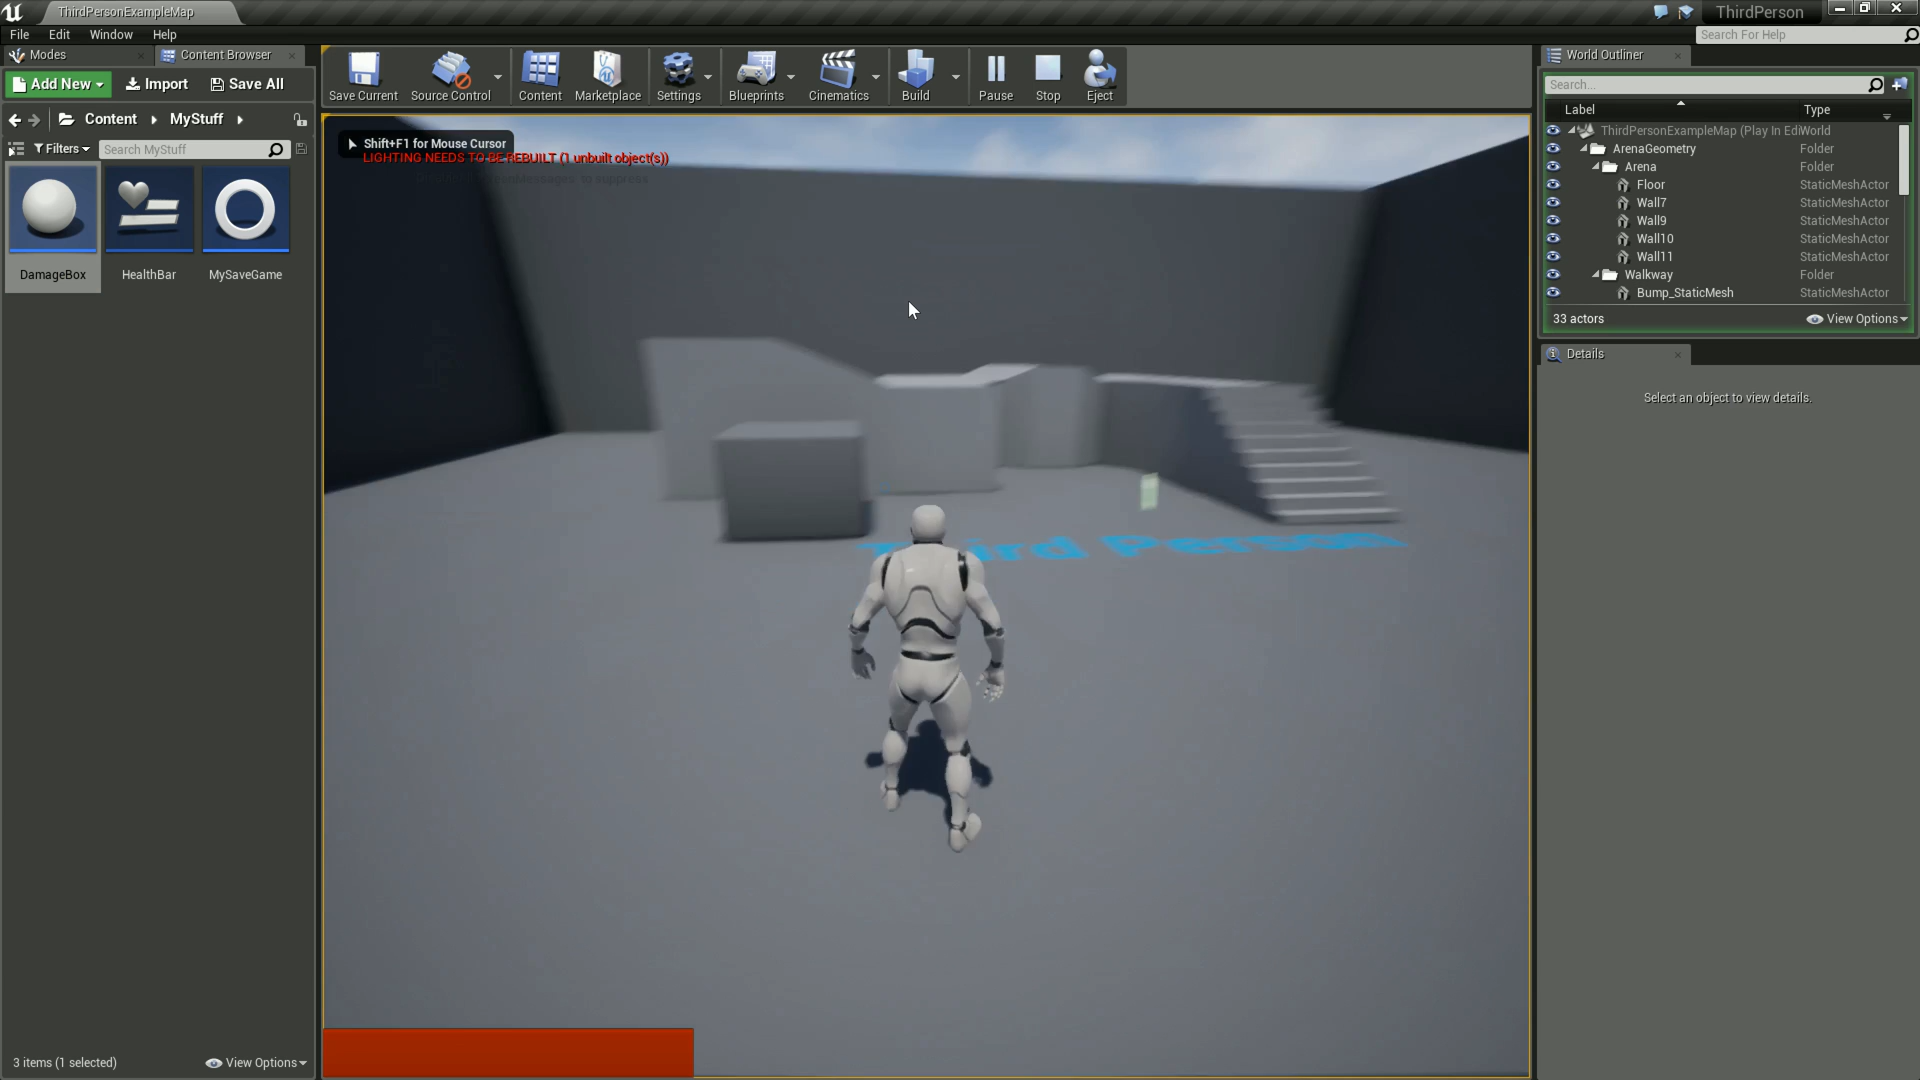 ThirdPersonExampleMap
ThirdPerson
File Edit Window Help
Search For Help
Modes
Content Browser
World Outliner
Add New
Import
Save All
Save Current
Source Control
Content
Marketplace
Settings
Blueprints
Cinematics
Build
Pause
Stop
Eject
Search...
Content MyStuff
Label Type
Filters
Search MyStuff
Shift+F1 for Mouse Cursor
LIGHTING NEEDS TO BE REBUILT (1 unbuilt object(s))
ThirdPersonExampleMap (Play In Edi World
ArenaGeometry Folder
Arena Folder
Floor StaticMeshActor
Wall7 StaticMeshActor
Wall9 StaticMeshActor
Wall10 StaticMeshActor
Wall11 StaticMeshActor
Walkway Folder
Bump_StaticMesh StaticMeshActor
33 actors
View Options
DamageBox
HealthBar
MySaveGame
Details
Select an object to view details.
Third Person
3 items (1 selected)
View Options